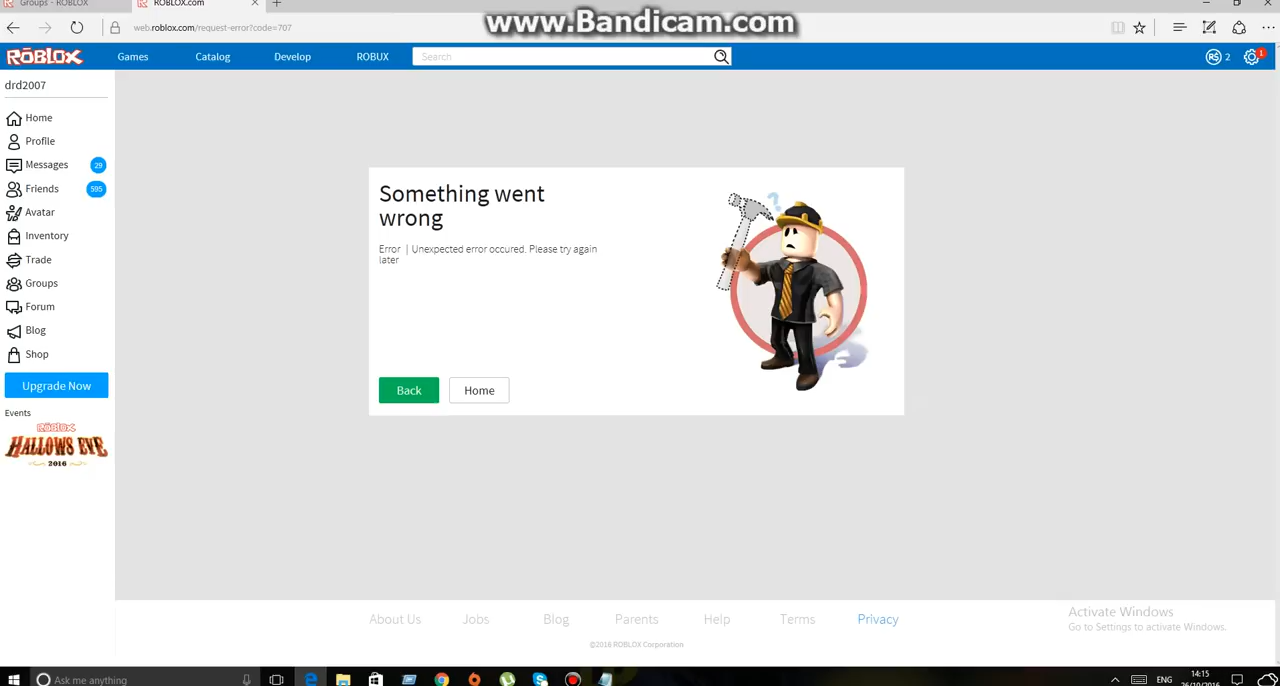 Groups - ROBLOX
ROBLOX.com
www.Bandicam.com
web.roblox.com/request-error?code=707
ROBLOX
Games
Catalog
Develop
ROBUX
Search
R$ 2
1
drd2007
Home
Profile
Messages 29
Friends 595
Avatar
Inventory
Trade
Groups
Forum
Blog
Shop
Upgrade Now
Events
ROBLOX
HALLOWS EVE
2016
Something went
wrong
Error | Unexpected error occured. Please try again
later
Back
Home
About Us
Jobs
Blog
Parents
Help
Terms
Privacy
©2016 ROBLOX Corporation
Activate Windows
Go to Settings to activate Windows.
Ask me anything
ENG
14:15
26/10/2016